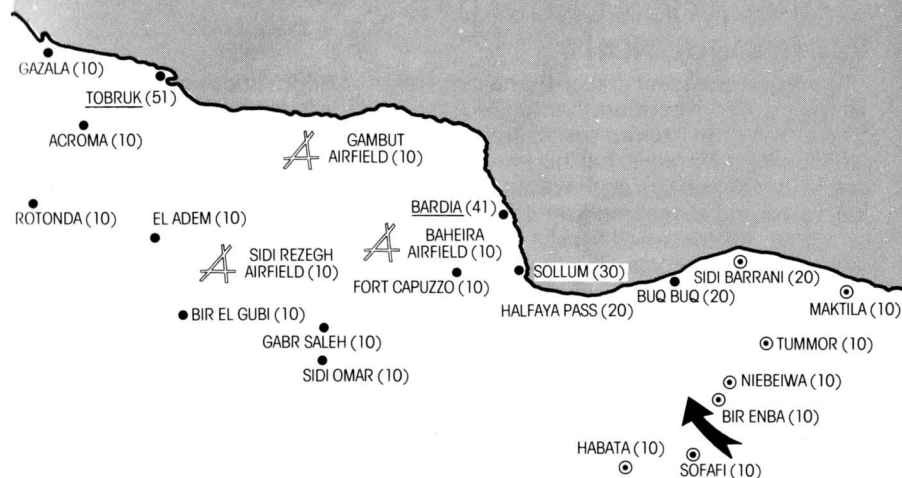 GAZALA (10)
TOBRUK (51)
ACROMA (10)
GAMBUT
AIRFIELD (10)
ROTONDA (10)
EL ADEM (10)
BARDIA (41)
SIDI REZEGH
AIRFIELD (10)
BAHEIRA
AIRFIELD (10)
FORT CAPUZZO (10)
SOLLUM (30)
SIDI BARRANI (20)
HALFAYA PASS (20)
BUQ BUQ (20)
MAKTILA (10)
BIR EL GUBI (10)
GABR SALEH (10)
TUMMOR (10)
SIDI OMAR (10)
NIEBEIWA (10)
BIR ENBA (10)
HABATA (10)
SOFAFI (10)